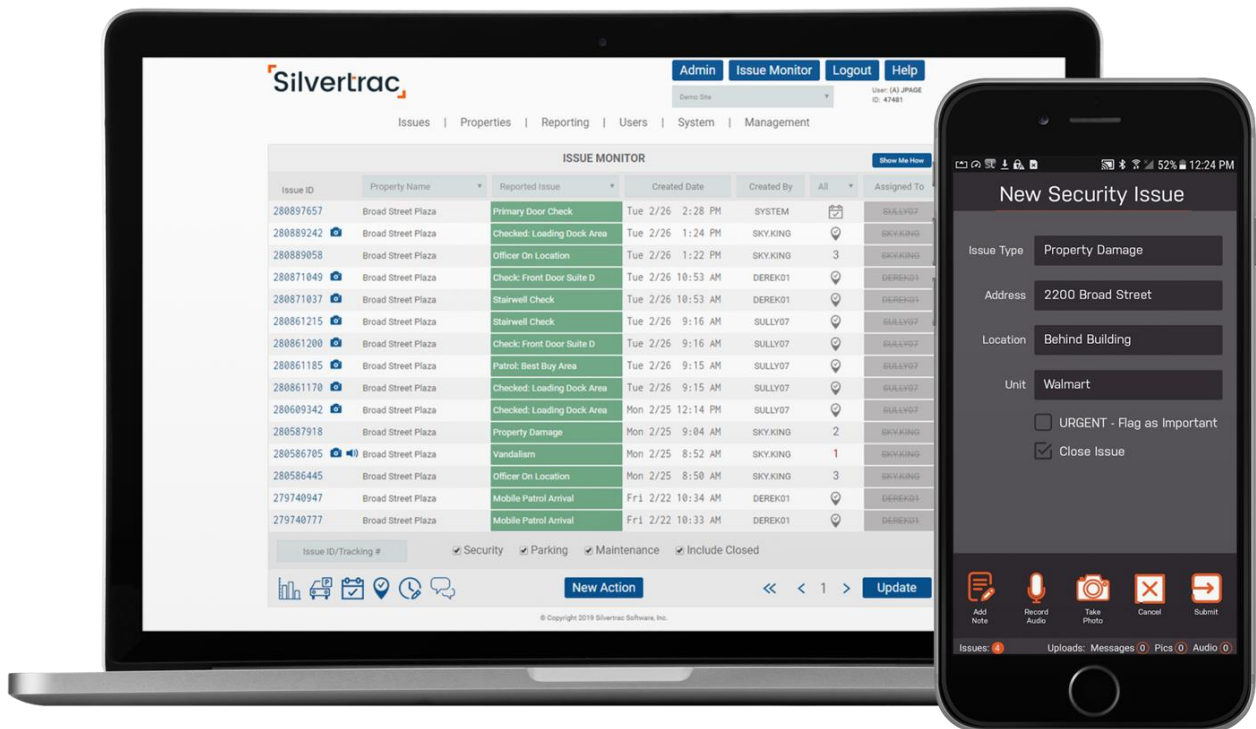 Silvertrac
Admin Issue Monitor Logout Help
Demo Site
User: (A) JPAGE
ID: 47481
Issues | Properties | Reporting | Users | System | Management
ISSUE MONITOR
Show Me How
Issue ID Property Name Reported Issue Created Date Created By All Assigned To
280897657 Broad Street Plaza Primary Door Check Tue 2/26 2:28 PM SYSTEM SULLY07
280889242 Broad Street Plaza Checked: Loading Dock Area Tue 2/26 1:24 PM SKY.KING SKY.KING
280889058 Broad Street Plaza Officer On Location Tue 2/26 1:22 PM SKY.KING 3 SKY.KING
280871049 Broad Street Plaza Check: Front Door Suite D Tue 2/26 10:53 AM DEREK01 DEREK01
280871037 Broad Street Plaza Stairwell Check Tue 2/26 10:53 AM DEREK01 DEREK01
280861215 Broad Street Plaza Stairwell Check Tue 2/26 9:16 AM SULLY07 SULLY07
280861200 Broad Street Plaza Check: Front Door Suite D Tue 2/26 9:16 AM SULLY07 SULLY07
280861185 Broad Street Plaza Patrol: Best Buy Area Tue 2/26 9:15 AM SULLY07 SULLY07
280861170 Broad Street Plaza Checked: Loading Dock Area Tue 2/26 9:15 AM SULLY07 SULLY07
280609342 Broad Street Plaza Checked: Loading Dock Area Mon 2/25 12:14 PM SULLY07 SULLY07
280587918 Broad Street Plaza Property Damage Mon 2/25 9:04 AM SKY.KING 2 SKY.KING
280586705 Broad Street Plaza Vandalism Mon 2/25 8:52 AM SKY.KING 1 SKY.KING
280586445 Broad Street Plaza Officer On Location Mon 2/25 8:50 AM SKY.KING 3 SKY.KING
279740947 Broad Street Plaza Mobile Patrol Arrival Fri 2/22 10:34 AM DEREK01 DEREK01
279740777 Broad Street Plaza Mobile Patrol Arrival Fri 2/22 10:33 AM DEREK01 DEREK01
Issue ID/Tracking # Security Parking Maintenance Include Closed
New Action << < 1 > Update
© Copyright 2019 Silvertrac Software, Inc.
52% 12:24 PM
New Security Issue
Issue Type Property Damage
Address 2200 Broad Street
Location Behind Building
Unit Walmart
URGENT - Flag as Important
Close Issue
Add Note
Record Audio
Take Photo
Cancel
Submit
Issues: 4 Uploads: Messages 0 Pics 0 Audio 0